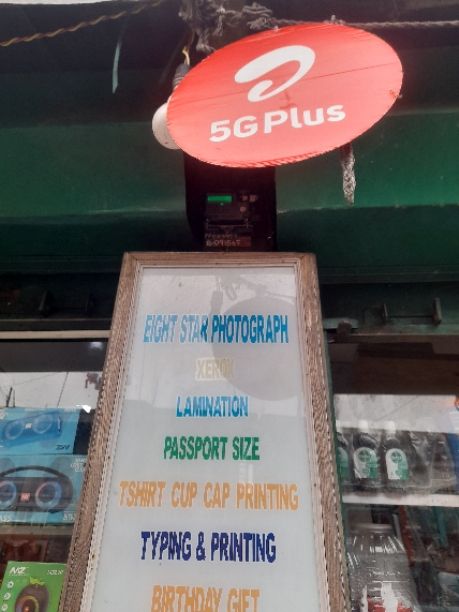 5G Plus
EIGHT STAR PHOTOGRAPH
XEROX
LAMINATION
PASSPORT SIZE
TSHIRT CUP CAP PRINTING
TYPING & PRINTING
BIRTHDAY GIFT